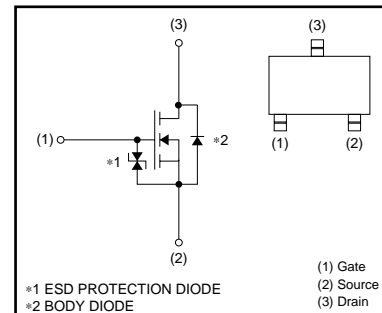 (3)
(3)
(1)
∗2
∗1
(1) (2)
(2)
(1) Gate
(2) Source
(3) Drain
∗1 ESD PROTECTION DIODE
∗2 BODY DIODE